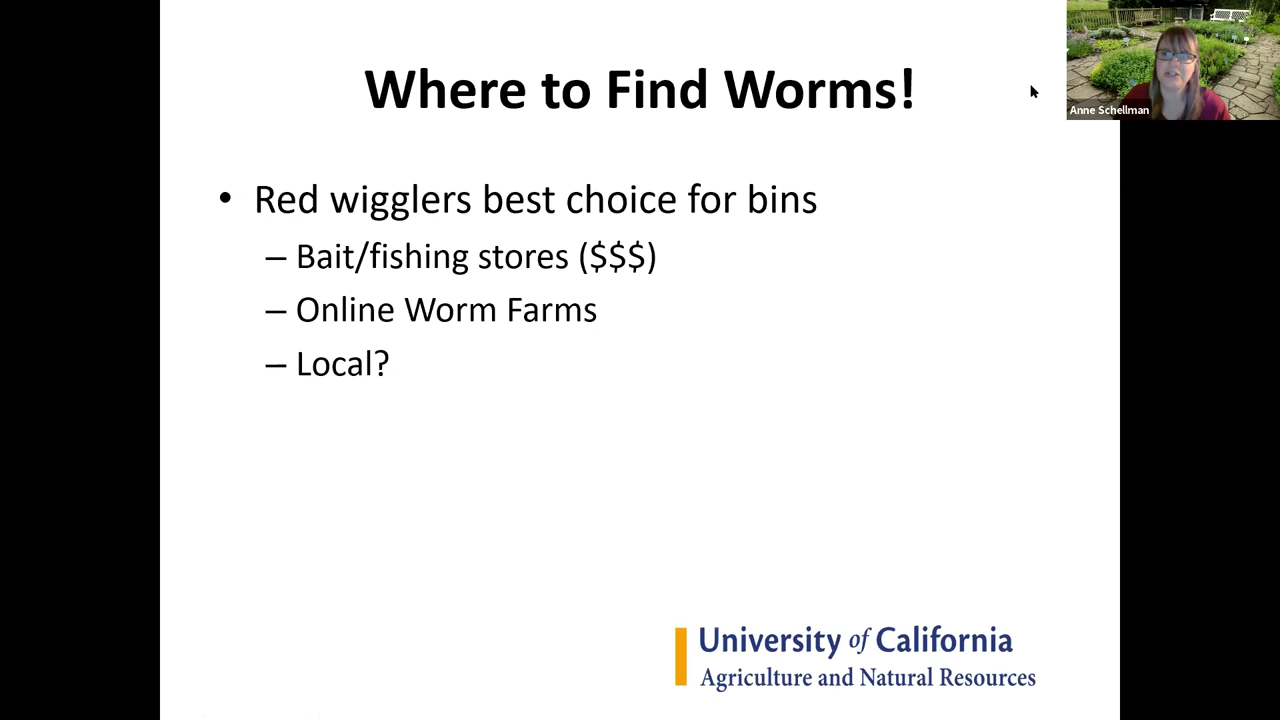 Where to Find Worms!
Anne Schellman
• Red wigglers best choice for bins
– Bait/fishing stores ($$$)
– Online Worm Farms
– Local?
University of California
Agriculture and Natural Resources